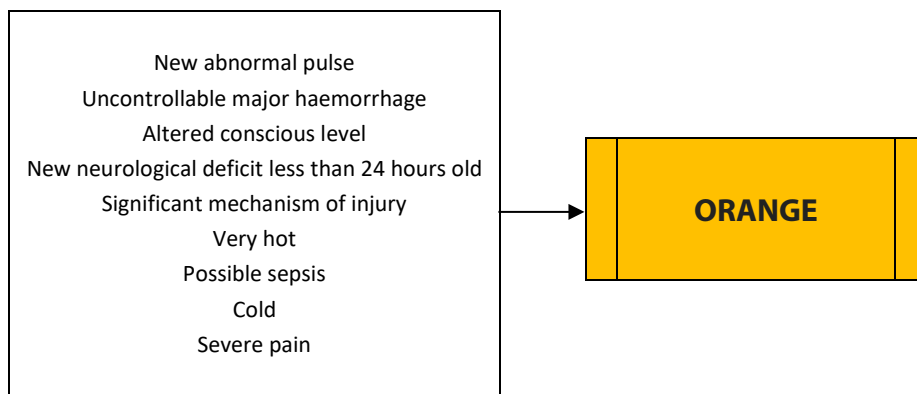 New abnormal pulse
Uncontrollable major haemorrhage
Altered conscious level
New neurological deficit less than 24 hours old
Significant mechanism of injury
Very hot
Possible sepsis
Cold
Severe pain
ORANGE